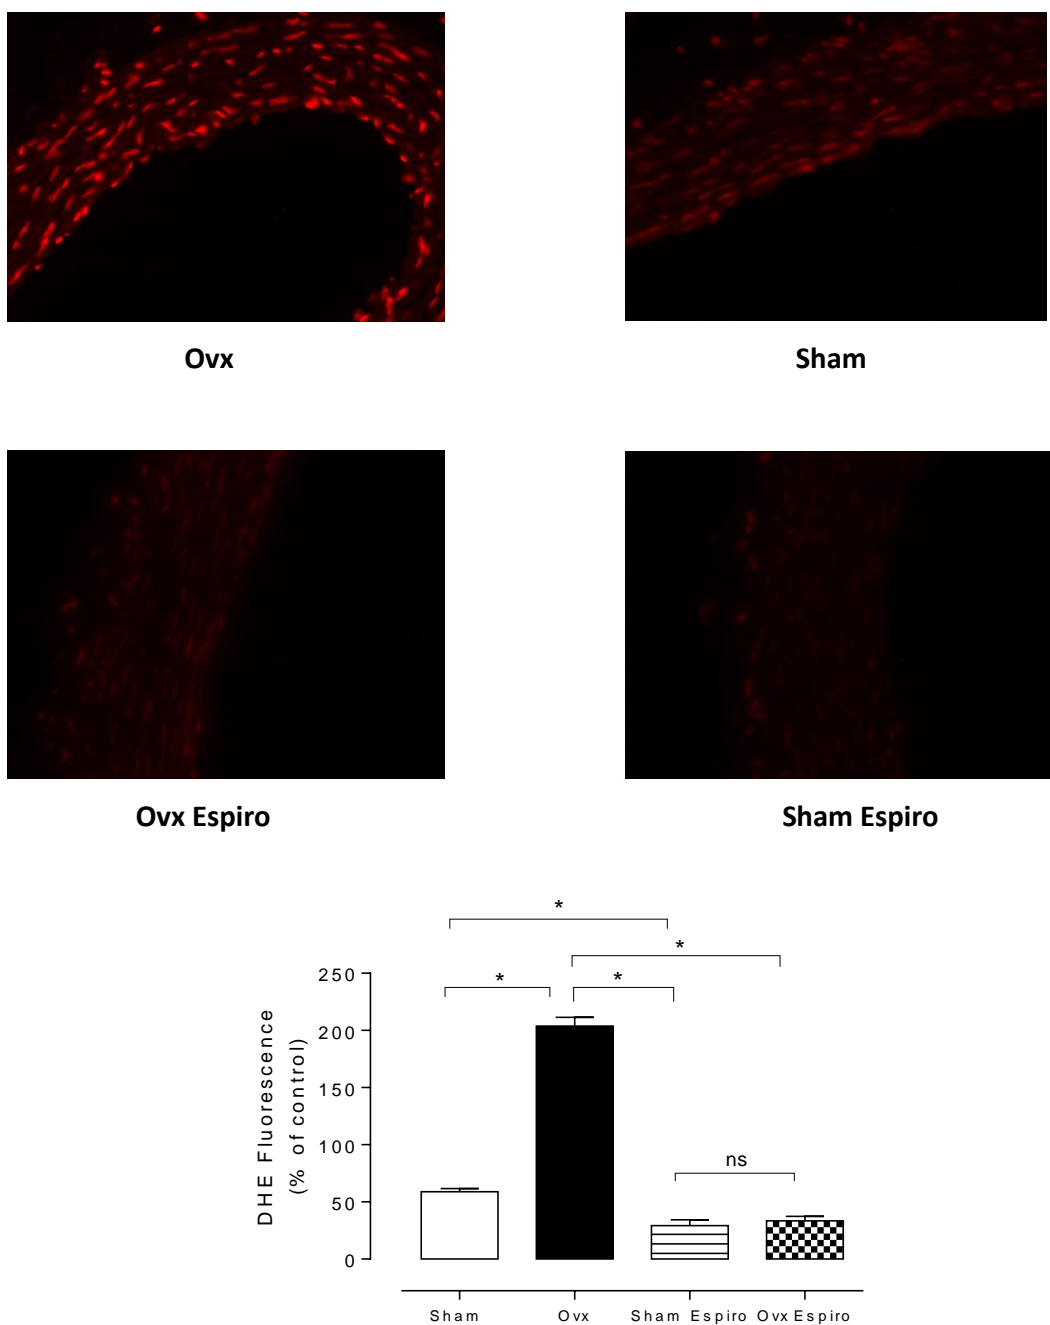 Ovx
Sham
Ovx Espiro
Sham Espiro
*
*
*
*
250
200
150
100
50
0
DHE Fluorescence
(% of control)
ns
Sham
Ovx
Sham Espiro
Ovx Espiro